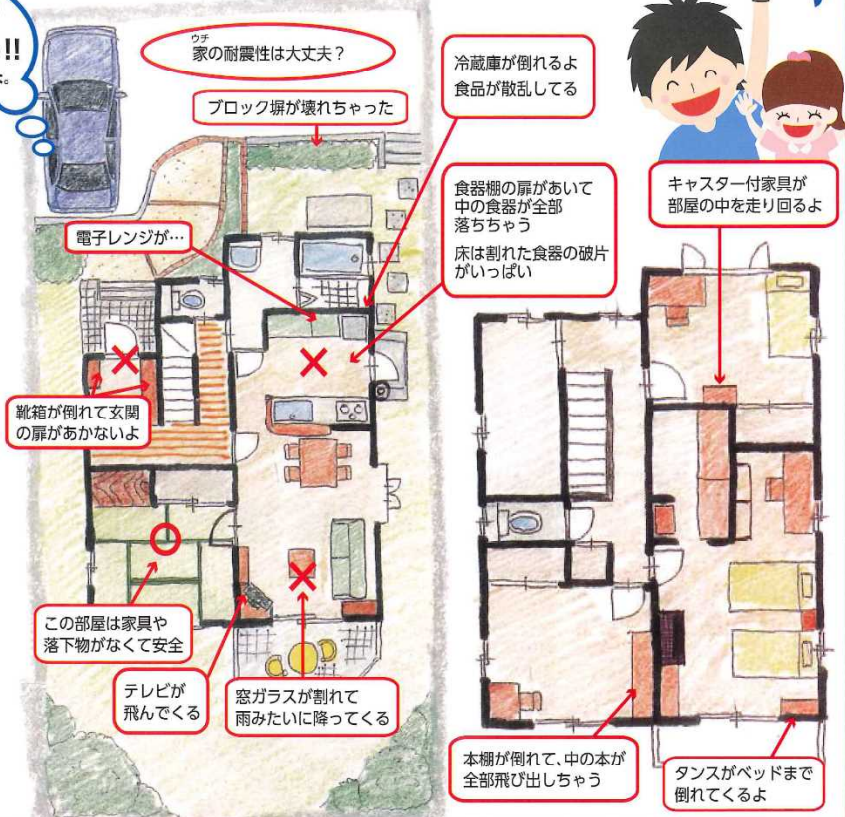 !!
。
ウチ
家の耐震性は大丈夫？
ブロック塀が壊れちゃった
冷蔵庫が倒れるよ
食品が散乱してる
食器棚の扉があいて
中の食器が全部
落ちちゃう
床は割れた食器の破片
がいっぱい
キャスター付家具が
部屋の中を走り回るよ
電子レンジが…
靴箱が倒れて玄関
の扉があかないよ
この部屋は家具や
落下物がなくて安全
テレビが
飛んでくる
窓ガラスが割れて
雨みたいに降ってくる
本棚が倒れて、中の本が
全部飛び出しちゃう
タンスがベッドまで
倒れてくるよ